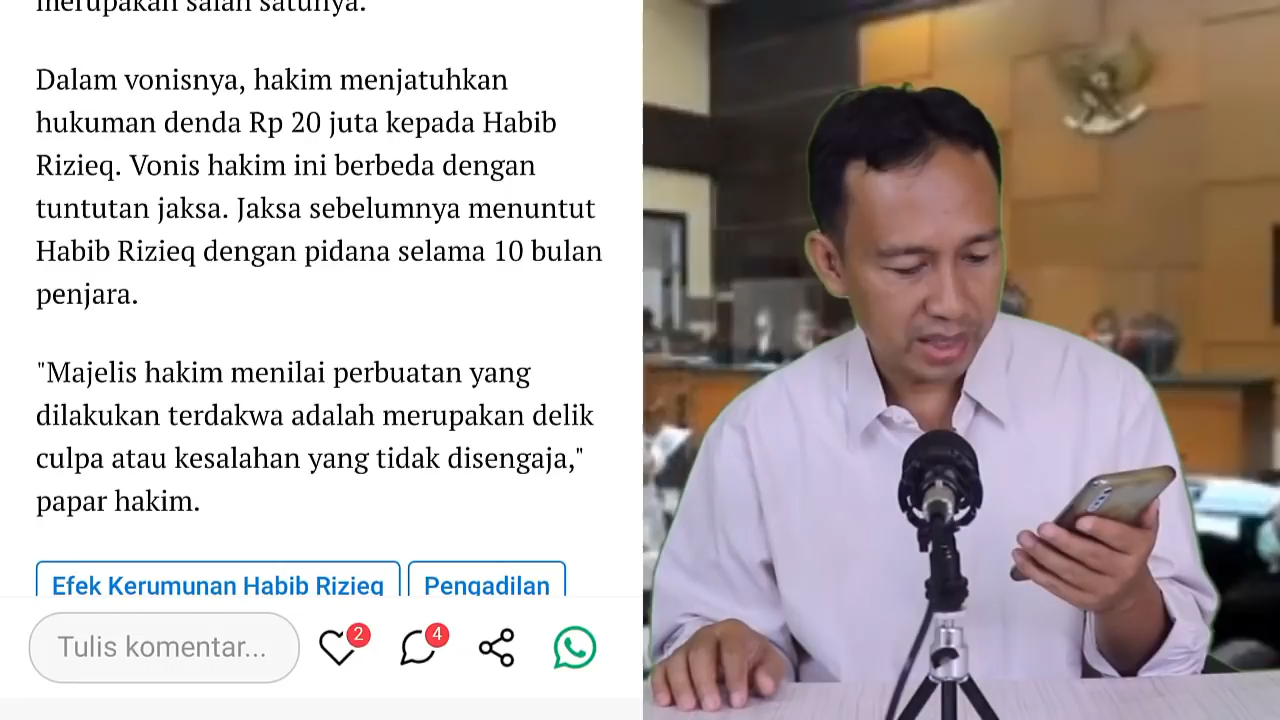 merupakan salah satunya.
Dalam vonisnya, hakim menjatuhkan
hukuman denda Rp 20 juta kepada Habib
Rizieq. Vonis hakim ini berbeda dengan
tuntutan jaksa. Jaksa sebelumnya menuntut
Habib Rizieq dengan pidana selama 10 bulan
penjara.
"Majelis hakim menilai perbuatan yang
dilakukan terdakwa adalah merupakan delik
culpa atau kesalahan yang tidak disengaja,"
papar hakim.
Efek Kerumunan Habib Rizieq Pengadilan
Tulis komentar... 2 4